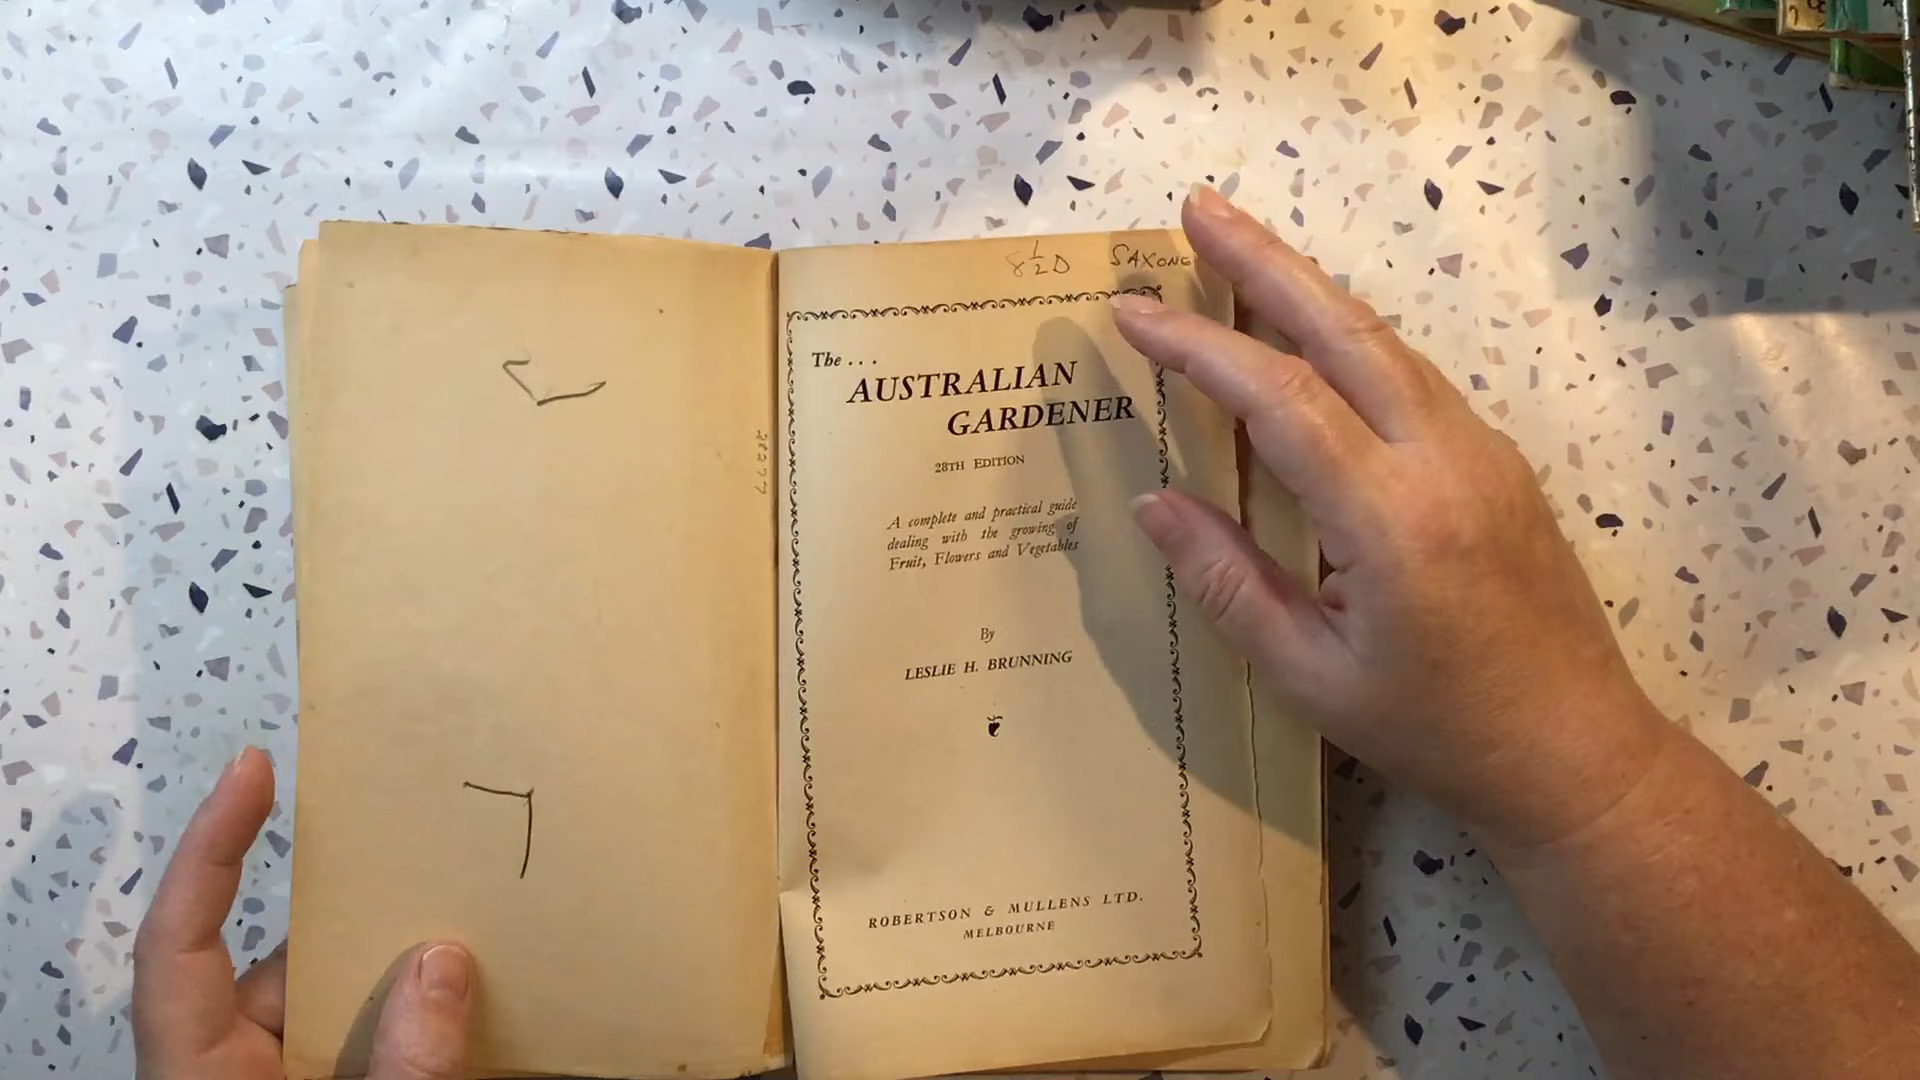 8½D SAXONE
The . . .
AUSTRALIAN
GARDENER
28TH EDITION
A complete and practical guide
dealing with the growing of
Fruit, Flowers and Vegetables
By
LESLIE H. BRUNNING
ROBERTSON & MULLENS LTD.
MELBOURNE